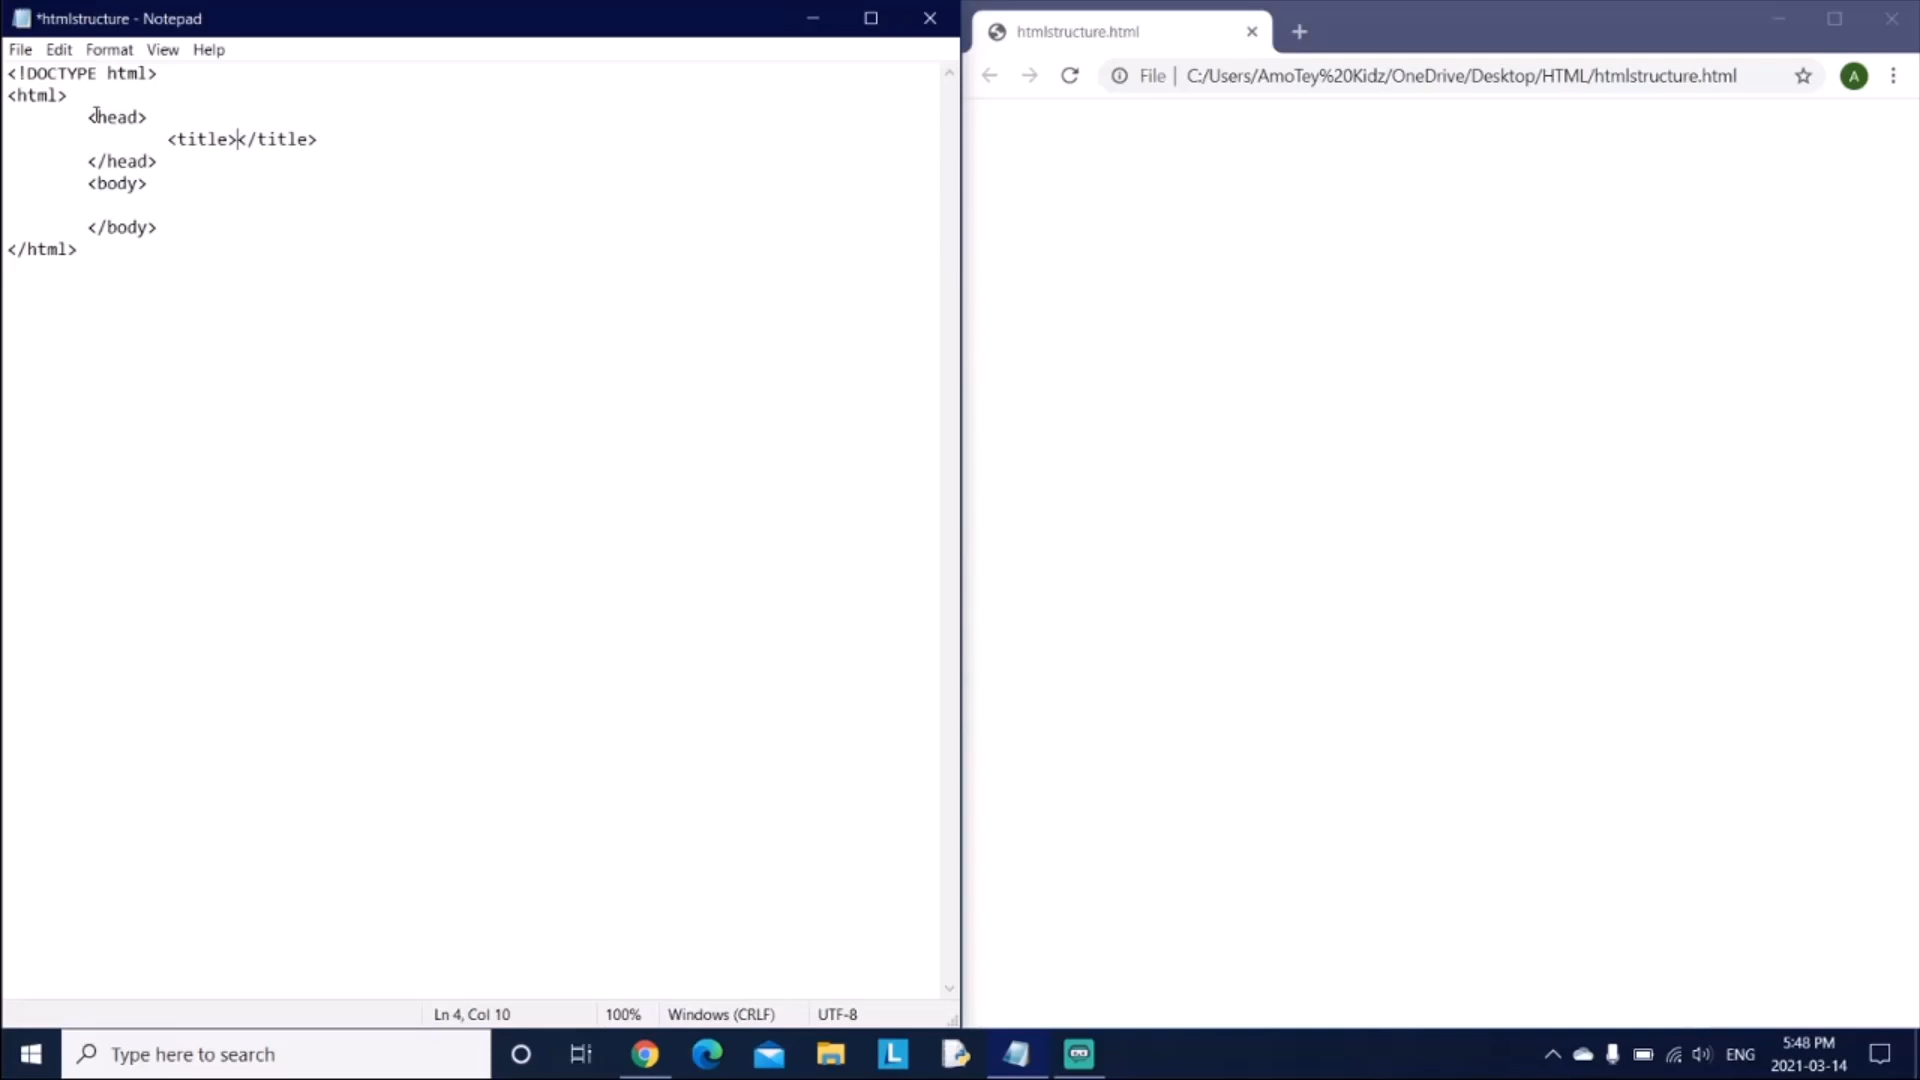 *htmlstructure - Notepad
File Edit Format View Help
<!DOCTYPE html>
<html>
<head>
<title></title>
</head>
<body>
</body>
</html>
Ln 4, Col 10 100% Windows (CRLF) UTF-8
htmlstructure.html
File | C:/Users/AmoTey%20Kidz/OneDrive/Desktop/HTML/htmlstructure.html
A
Type here to search
L
ENG
5:48 PM
2021-03-14